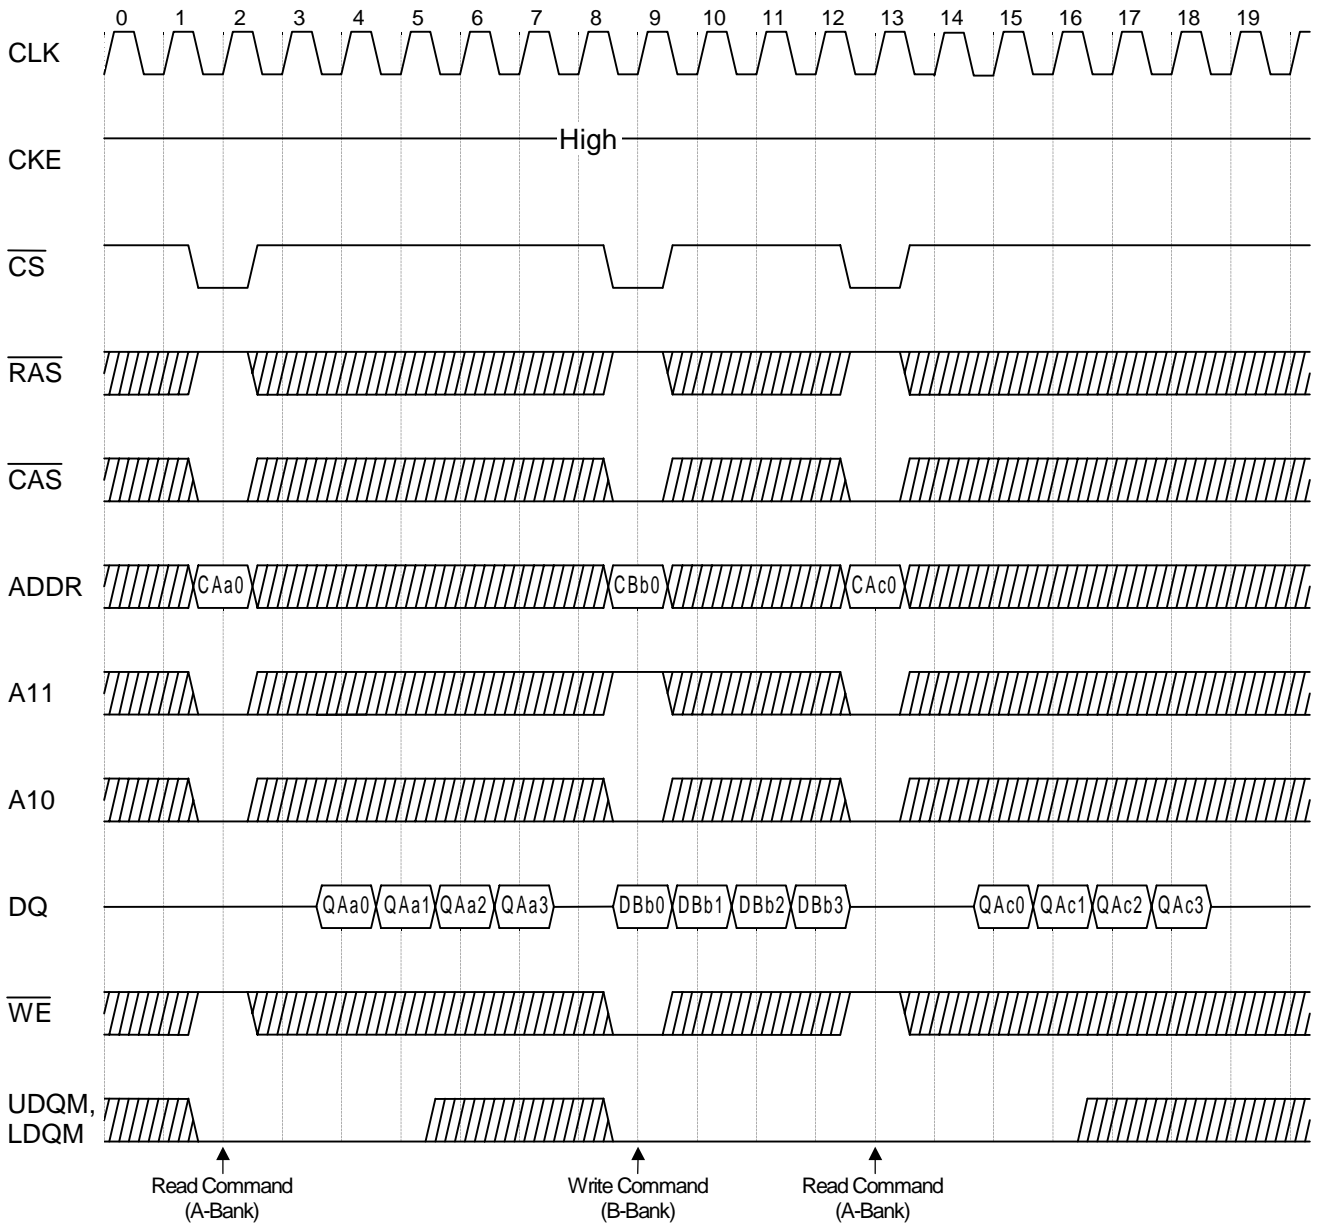 0 1 2 3 4 5 6 7 8 9 10 11 12 13 14 15 16 17 18 19
CLK
High
CKE
CS
RAS
CAS
ADDR CAa0 CBb0 CAc0
A11
A10
DQ QAa0 QAa1 QAa2 QAa3 DBb0 DBb1 DBb2 DBb3 QAc0 QAc1 QAc2 QAc3
WE
UDQM,
LDQM
Read Command Write Command Read Command
(A-Bank) (B-Bank) (A-Bank)